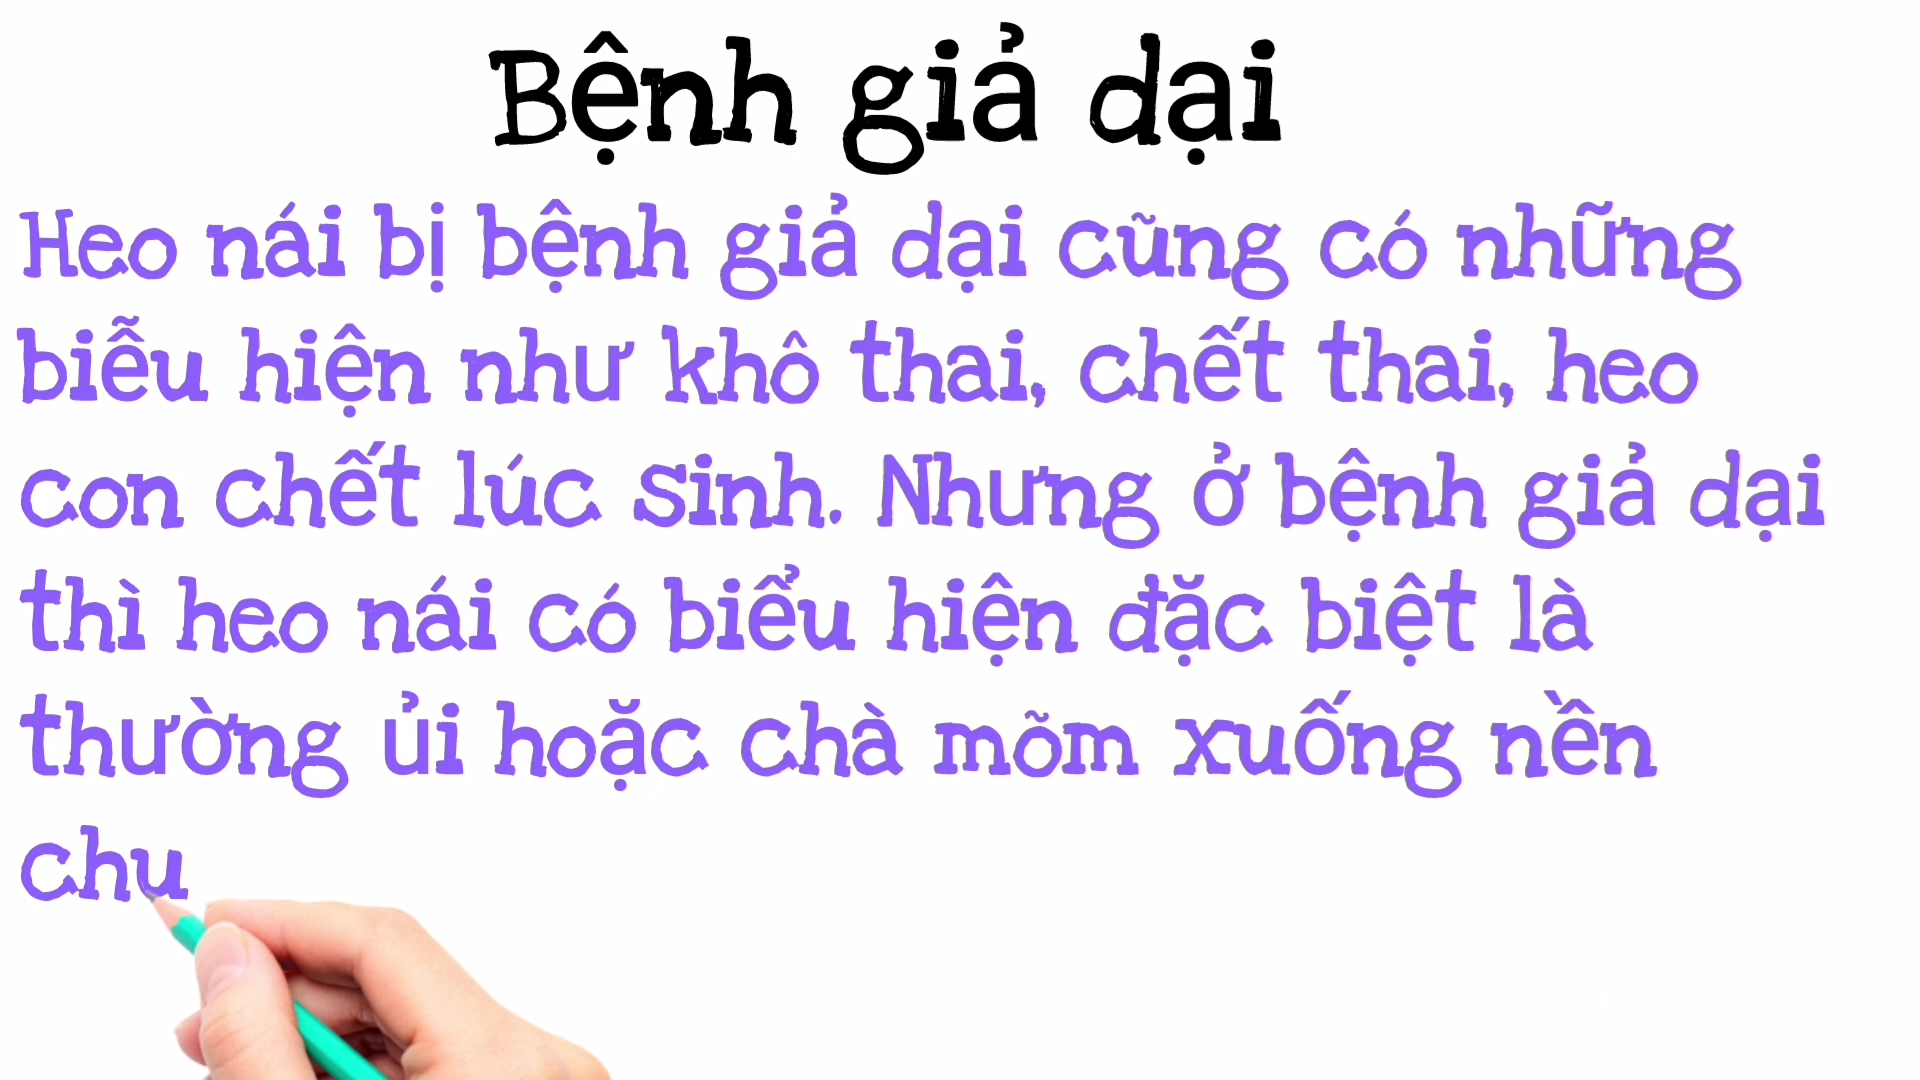 Bệnh giả dại
Heo nái bị bệnh giả dại cũng có những
biễu hiện như khô thai, chết thai, heo
con chết lúc sinh. Nhưng ở bệnh giả dại
thì heo nái có biểu hiện đặc biệt là
thường ủi hoặc chà mõm xuống nền
chu